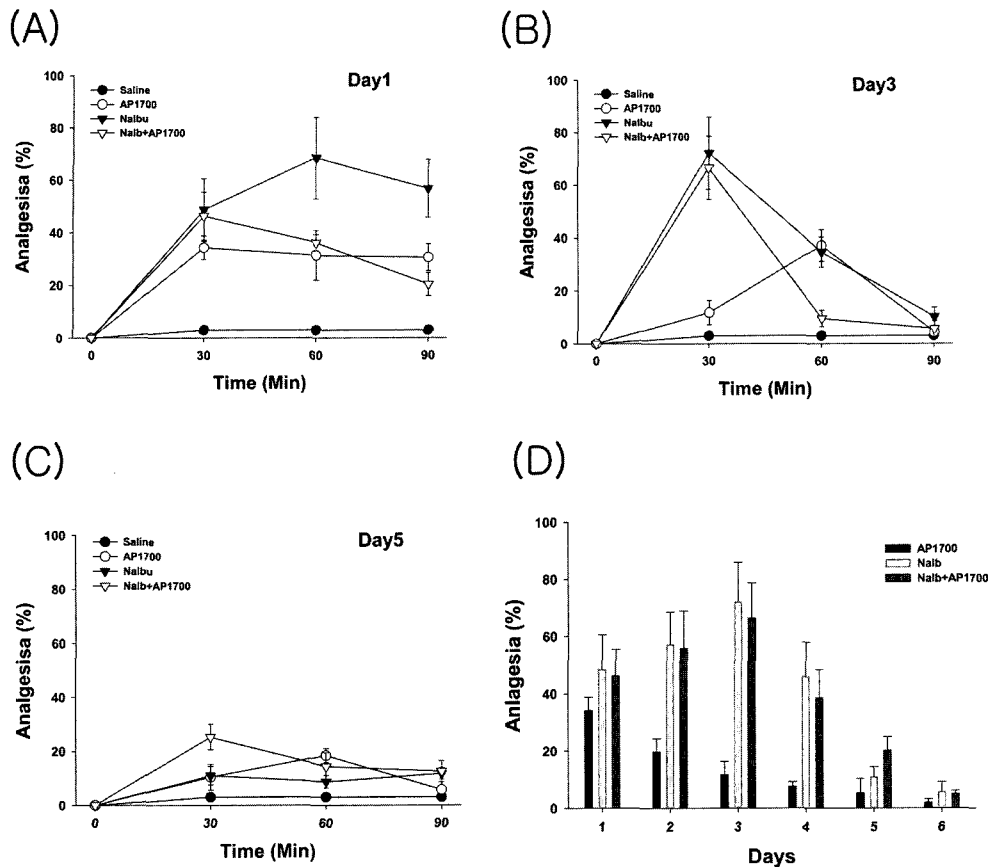 (A)
Day1
Saline
AP1700
Nalbu
Nalb+AP1700
Analgesisa (%)
100
80
60
40
20
0
0 30 60 90
Time (Min)
(B)
Day3
Saline
AP1700
Nalbu
Nalb+AP1700
Analgesisa (%)
100
80
60
40
20
0
0 30 60 90
Time (Min)
(C)
Day5
Saline
AP1700
Nalbu
Nalb+AP1700
Analgesisa (%)
100
80
60
40
20
0
0 30 60 90
Time (Min)
(D)
AP1700
Nalb
Nalb+AP1700
Anlagesia (%)
100
80
60
40
20
0
1 2 3 4 5 6
Days